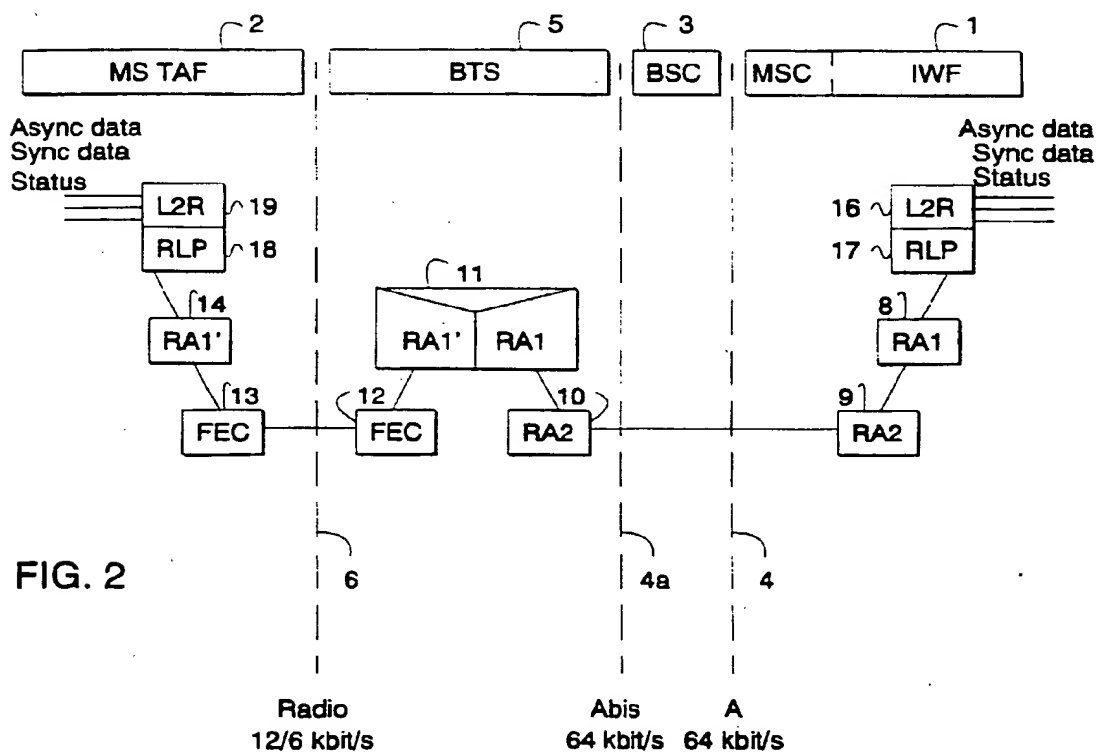 2 5 3 1
MS TAF BTS BSC MSC IWF
Async data
Sync data
Status
Async data
Sync data
Status
L2R 19
RLP 18
16 L2R
17 RLP
11
14
RA1'
RA1' RA1
8
RA1
13
FEC
12
FEC
10
RA2
9
RA2
FIG. 2
6 4a 4
Radio Abis A
12/6 kbit/s 64 kbit/s 64 kbit/s